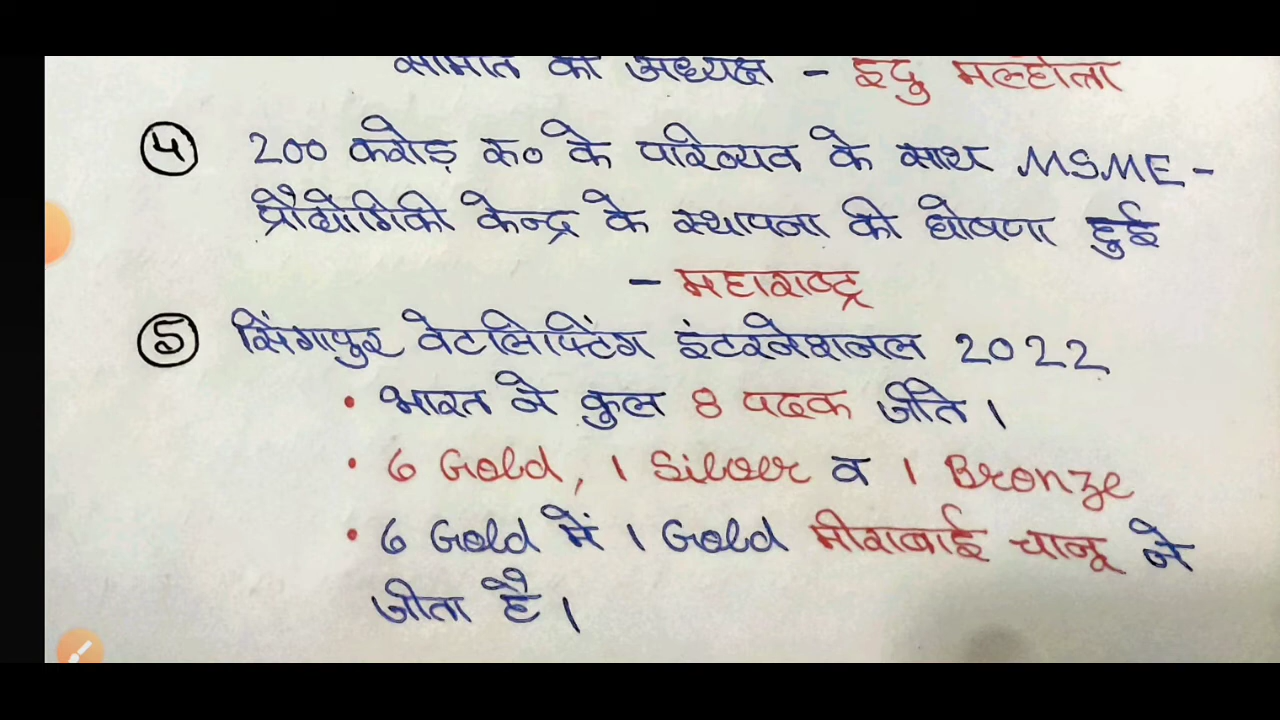 समिति की अध्यक्ष - इंदु मल्होत्रा
④ 200 करोड़ रु० के परिव्यय के साथ MSME -
प्रौद्योगिकी केन्द्र के स्थापना की घोषणा हुई
- महाराष्ट्र
⑤ सिंगापुर वेटलिफ्टिंग इंटरनेशनल 2022
• भारत ने कुल 8 पदक जीते।
• 6 Gold, 1 Silver व 1 Bronze
• 6 Gold में 1 Gold मीराबाई चानू ने
जीता है।